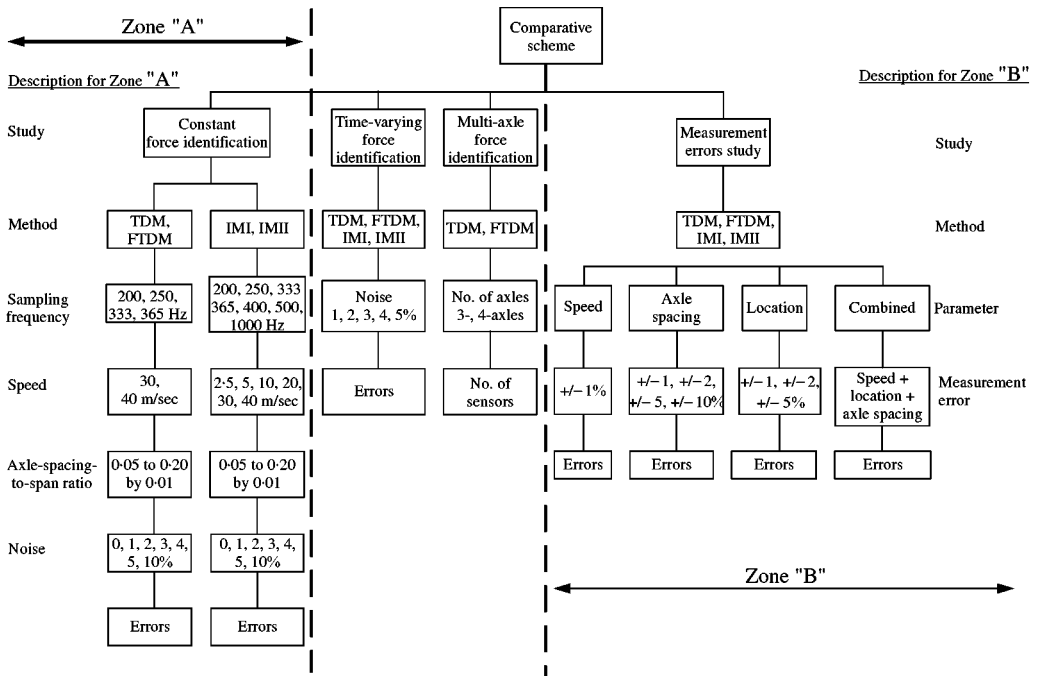 Zone "A"
Comparative
scheme
Description for Zone "A"
Description for Zone "B"
Study
Constant
force identification
Time-varying
force
identification
Multi-axle
force
identification
Measurement
errors study
Study
Method
TDM,
FTDM
IMI, IMII
TDM, FTDM,
IMI, IMII
TDM, FTDM
TDM, FTDM,
IMI, IMII
Method
Sampling
frequency
200, 250,
333, 365 Hz
200, 250, 333
365, 400, 500,
1000 Hz
Noise
1, 2, 3, 4, 5%
No. of axles
3-, 4-axles
Speed
Axle
spacing
Location
Combined
Parameter
Speed
30,
40 m/sec
2·5, 5, 10, 20,
30, 40 m/sec
Errors
No. of
sensors
+/−1%
+/−1, +/−2,
+/−5, +/−10%
+/−1, +/−2,
+/−5%
Speed +
location +
axle spacing
Measurement
error
Axle-spacing-
to-span ratio
0·05 to 0·20
by 0·01
0·05 to 0·20
by 0·01
Errors
Errors
Errors
Errors
Noise
0, 1, 2, 3, 4,
5, 10%
0, 1, 2, 3, 4,
5, 10%
Zone "B"
Errors
Errors